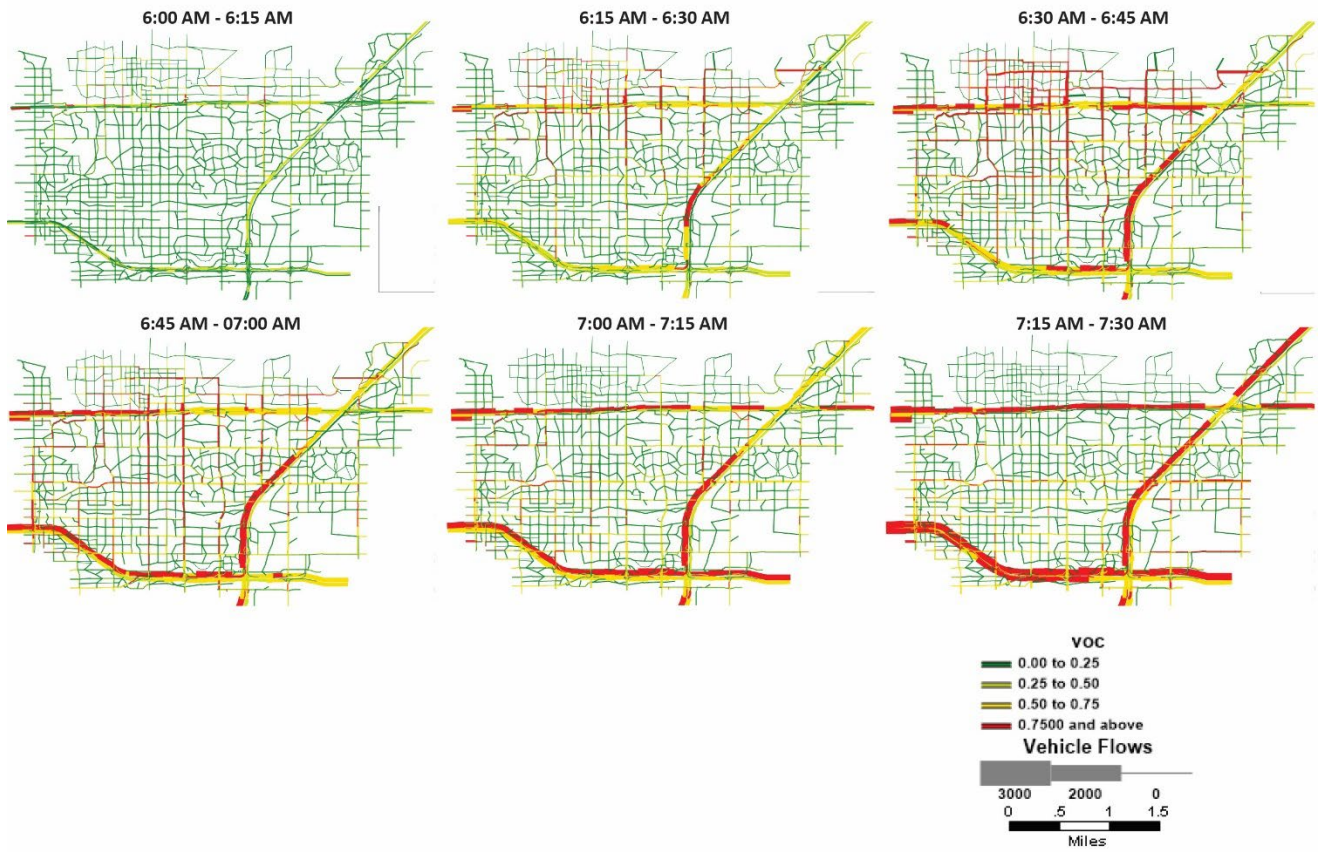 6:00 AM - 6:15 AM
6:15 AM - 6:30 AM
6:30 AM - 6:45 AM
6:45 AM - 07:00 AM
7:00 AM - 7:15 AM
7:15 AM - 7:30 AM
VOC
0.00 to 0.25
0.25 to 0.50
0.50 to 0.75
0.7500 and above
Vehicle Flows
3000 2000 0
0 .5 1 1.5
Miles